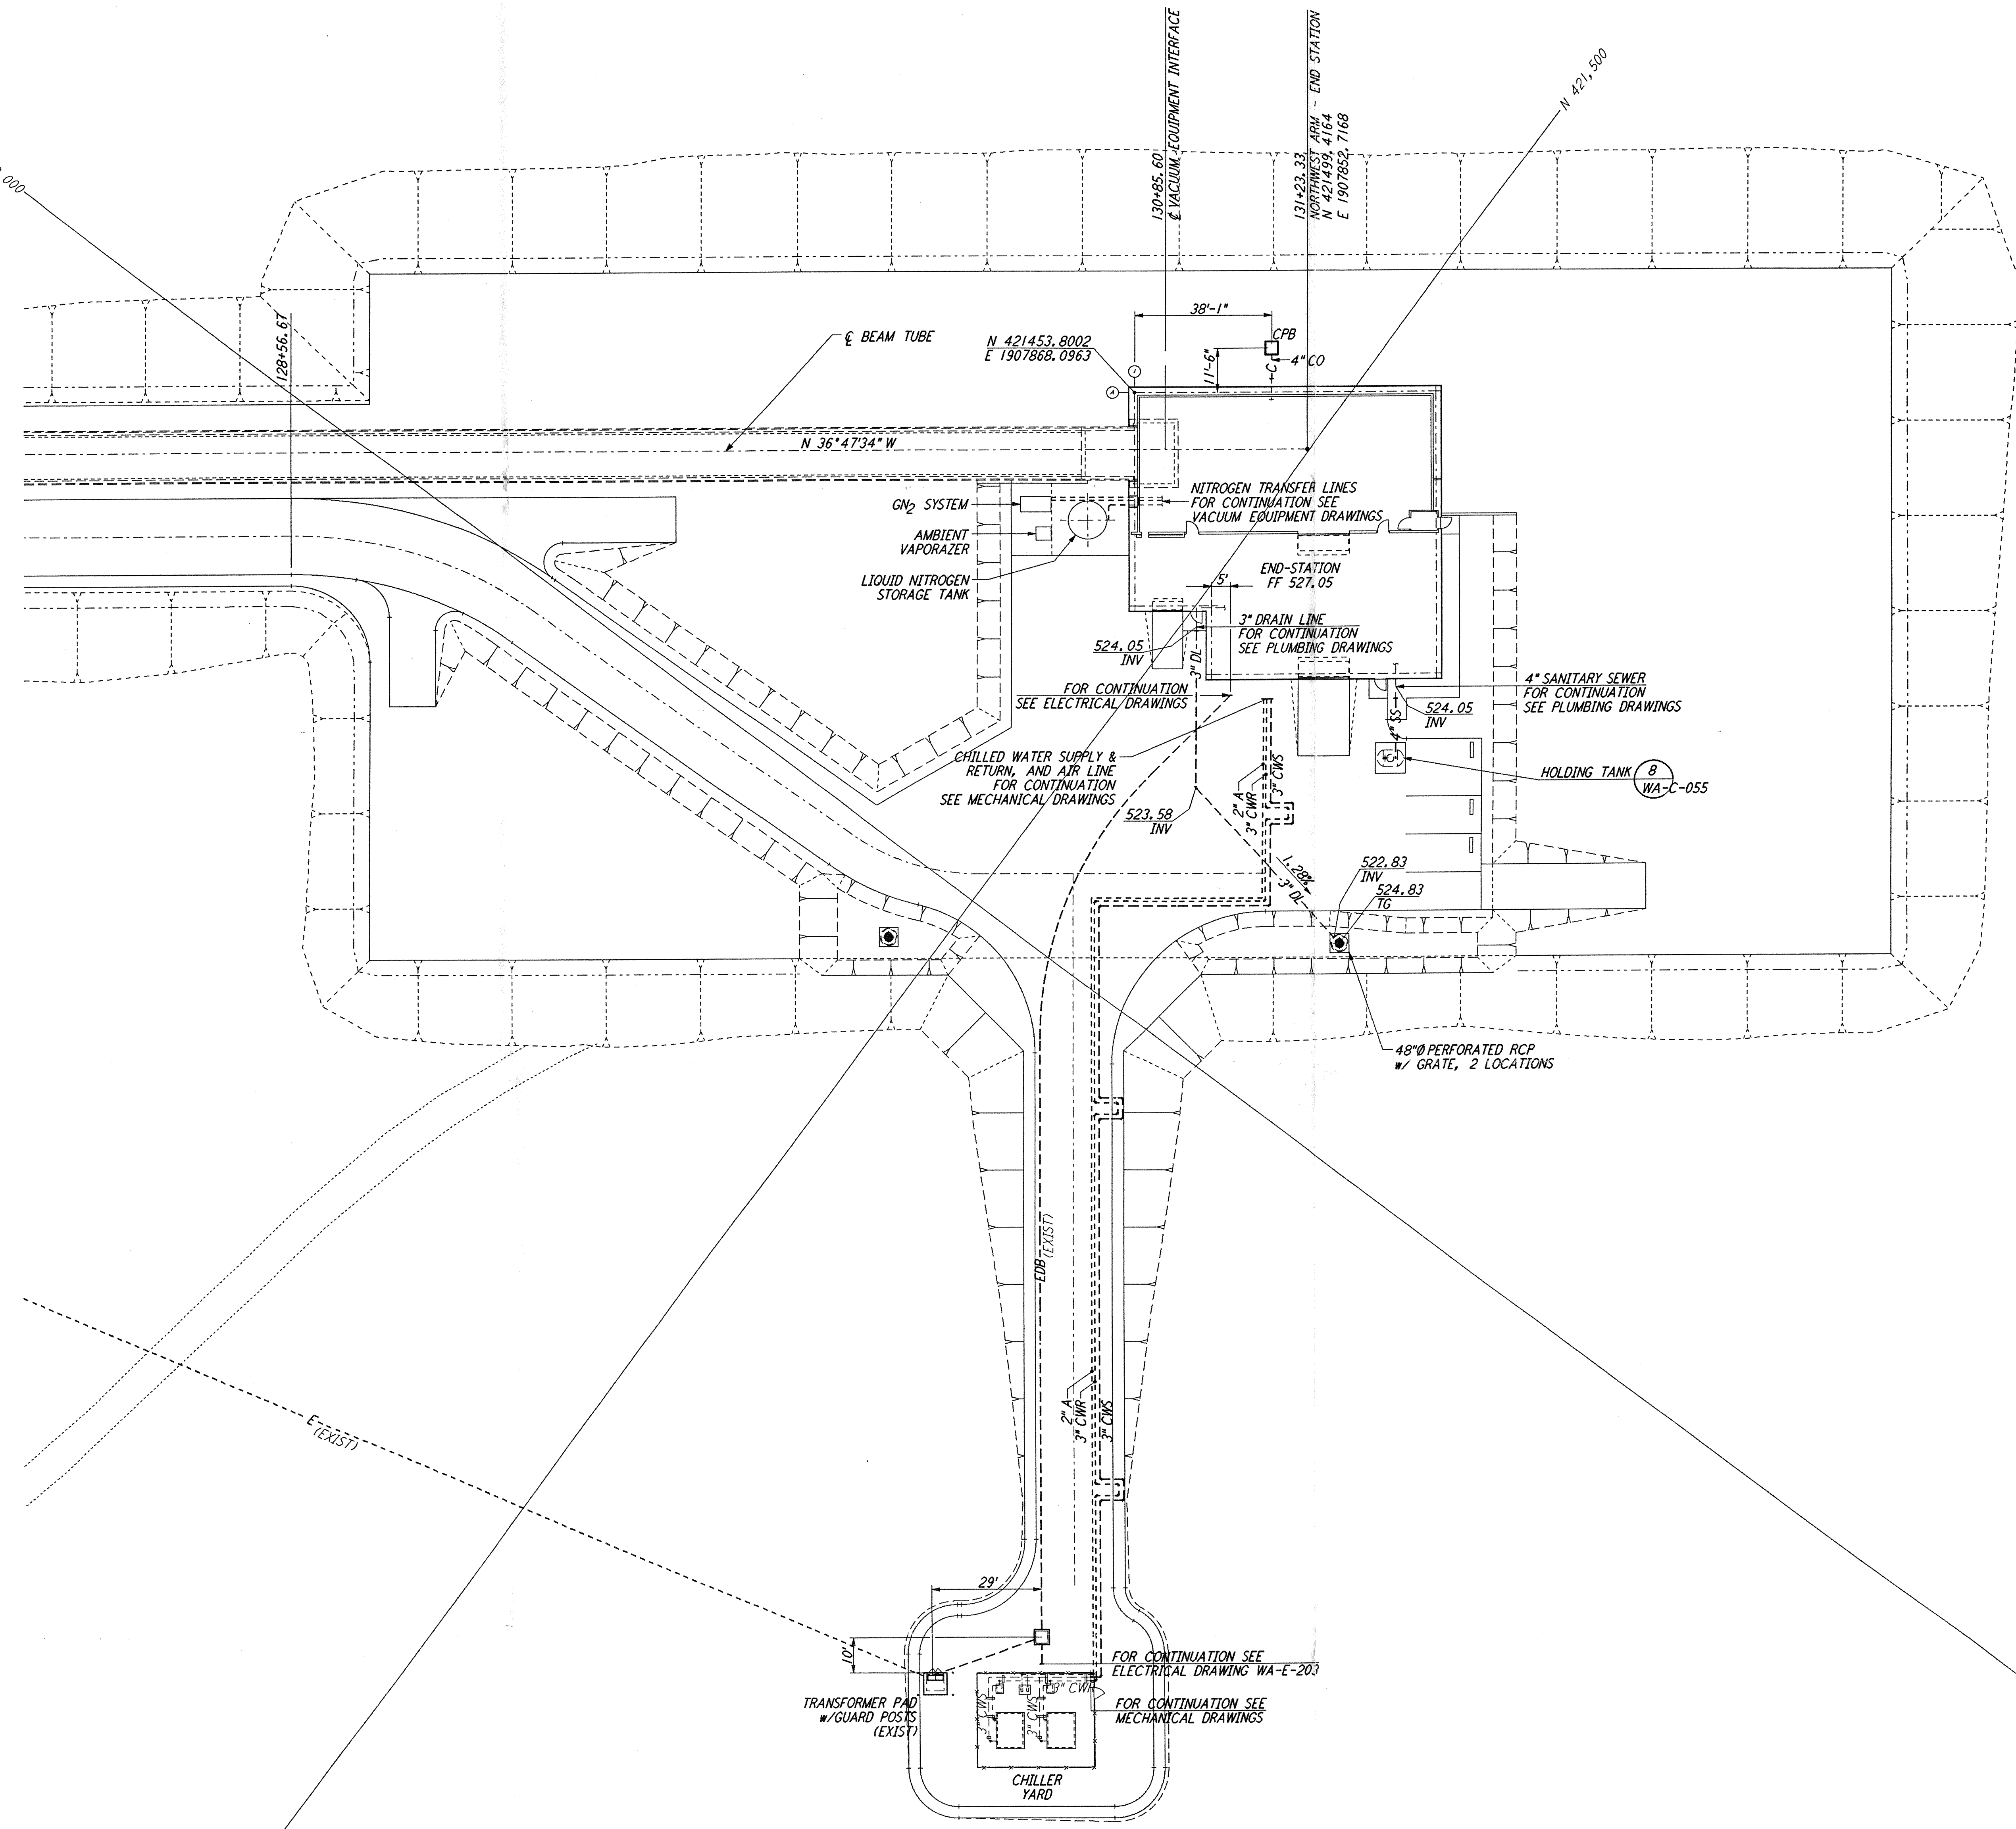 130+85.60
℄ VACUUM EQUIPMENT INTERFACE
131+23.33
NORTHWEST ARM - END STATION
N 421499.4164
E 1907852.7168
N 421,500
000
128+56.67
℄ BEAM TUBE
N 421453.8002
E 1907868.0963
38'-1"
11'-6"
CPB
4" CO
C
1
A
N 36°47'34" W
GN2 SYSTEM
AMBIENT
VAPORAZER
LIQUID NITROGEN
STORAGE TANK
NITROGEN TRANSFER LINES
FOR CONTINUATION SEE
VACUUM EQUIPMENT DRAWINGS
END-STATION
FF 527.05
5'
3" DRAIN LINE
FOR CONTINUATION
SEE PLUMBING DRAWINGS
524.05
INV
3" DL
FOR CONTINUATION
SEE ELECTRICAL DRAWINGS
4" SANITARY SEWER
FOR CONTINUATION
SEE PLUMBING DRAWINGS
524.05
INV
4" SS
CHILLED WATER SUPPLY &
RETURN, AND AIR LINE
FOR CONTINUATION
SEE MECHANICAL DRAWINGS
2" A
3" CWR
3" CWS
HOLDING TANK
8
WA-C-055
523.58
INV
1.28%
3" DL
522.83
INV
524.83
TG
48"Ø PERFORATED RCP
w/ GRATE, 2 LOCATIONS
EDB
(EXIST)
2" A
3" CWR
3" CWS
E
(EXIST)
29'
10'
FOR CONTINUATION SEE
ELECTRICAL DRAWING WA-E-203
TRANSFORMER PAD
w/GUARD POSTS
(EXIST)
3" CWS
3" CWS
3" CWR
FOR CONTINUATION SEE
MECHANICAL DRAWINGS
CHILLER
YARD